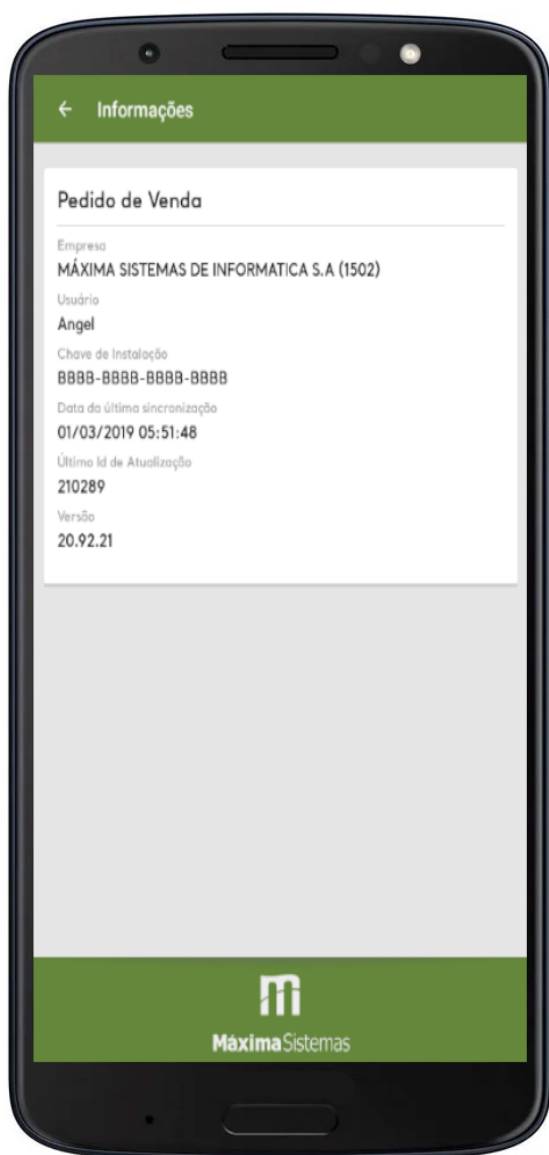 Informações
Pedido de Venda
Empresa
MÁXIMA SISTEMAS DE INFORMATICA S.A (1502)
Usuário
Angel
Chave de Instalação
BBBB-BBBB-BBBB-BBBB
Data da última sincronização
01/03/2019 05:51:48
Último Id de Atualização
210289
Versão
20.92.21
m
MáximaSistemas